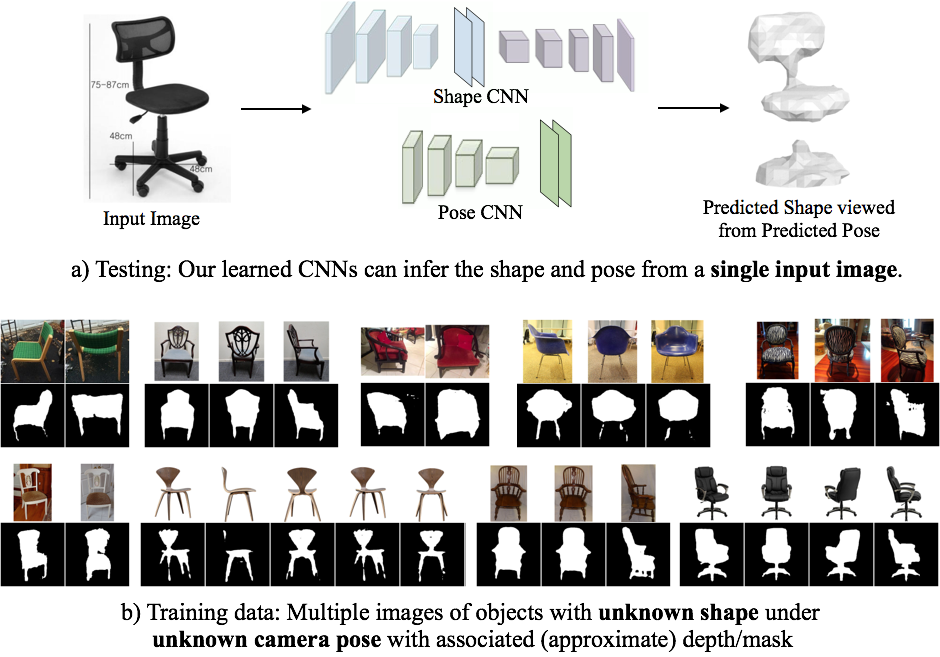 75-87cm
48cm
48cm
Input Image
Shape CNN
Pose CNN
Predicted Shape viewed
from Predicted Pose
a) Testing: Our learned CNNs can infer the shape and pose from a single input image.
b) Training data: Multiple images of objects with unknown shape under
unknown camera pose with associated (approximate) depth/mask